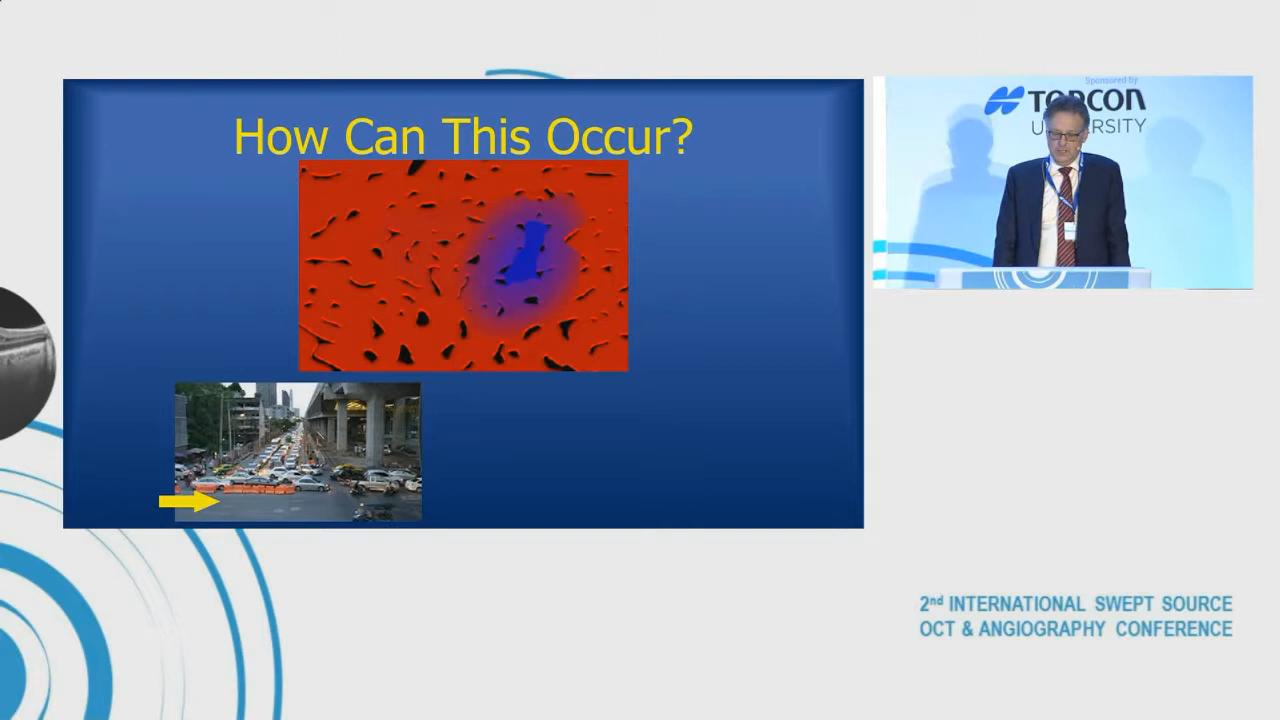 How Can This Occur?
Sponsored by
TOPCON
UNIVERSITY
2nd INTERNATIONAL SWEPT SOURCE
OCT & ANGIOGRAPHY CONFERENCE